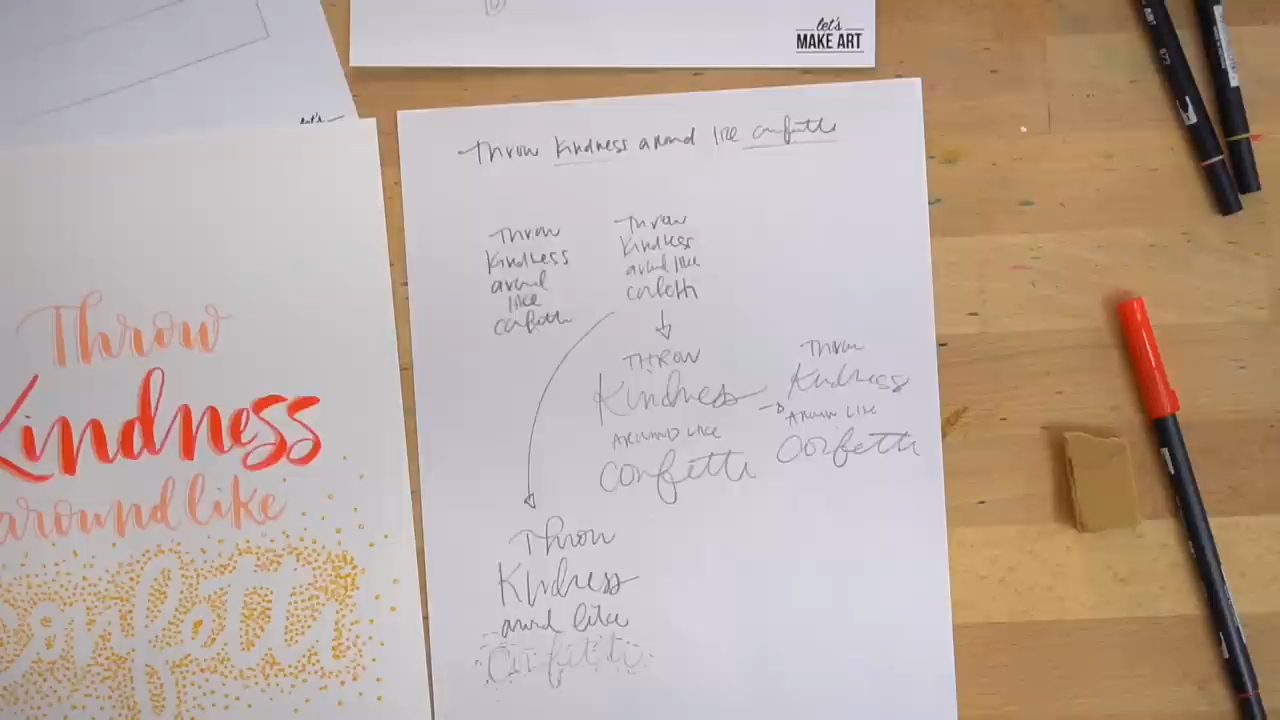 let's
MAKE ART
let's
Throw
Kindness
around like
confetti
Throw kindness around like confetti
Throw
kindness
around
like
confetti
Throw
kindness
around like
confetti
THROW
Kindness
AROUND LIKE
confetti
Throw
Kindness
AROUND LIKE
confetti
Throw
Kindness
around like
confetti